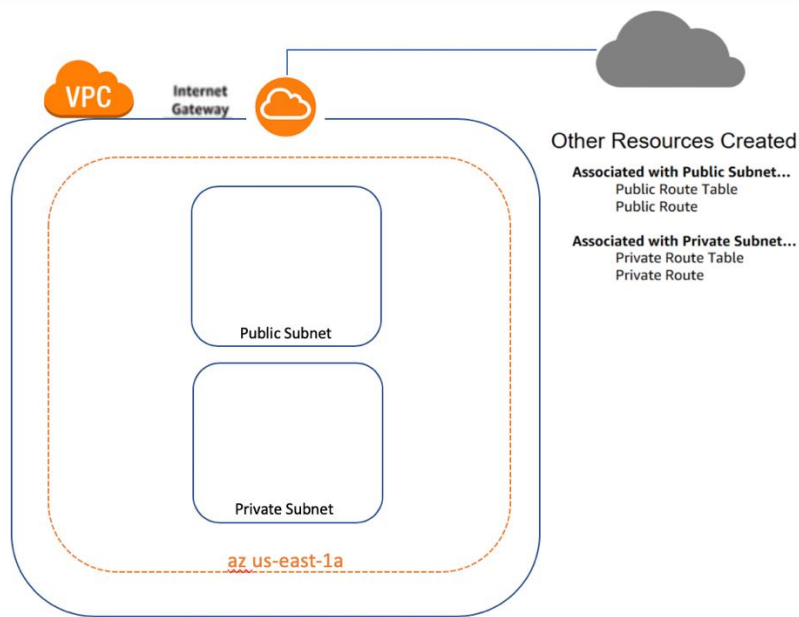 VPC
Internet
Gateway
Other Resources Created
Associated with Public Subnet...
Public Route Table
Public Route
Associated with Private Subnet...
Private Route Table
Private Route
Public Subnet
Private Subnet
az us-east-1a